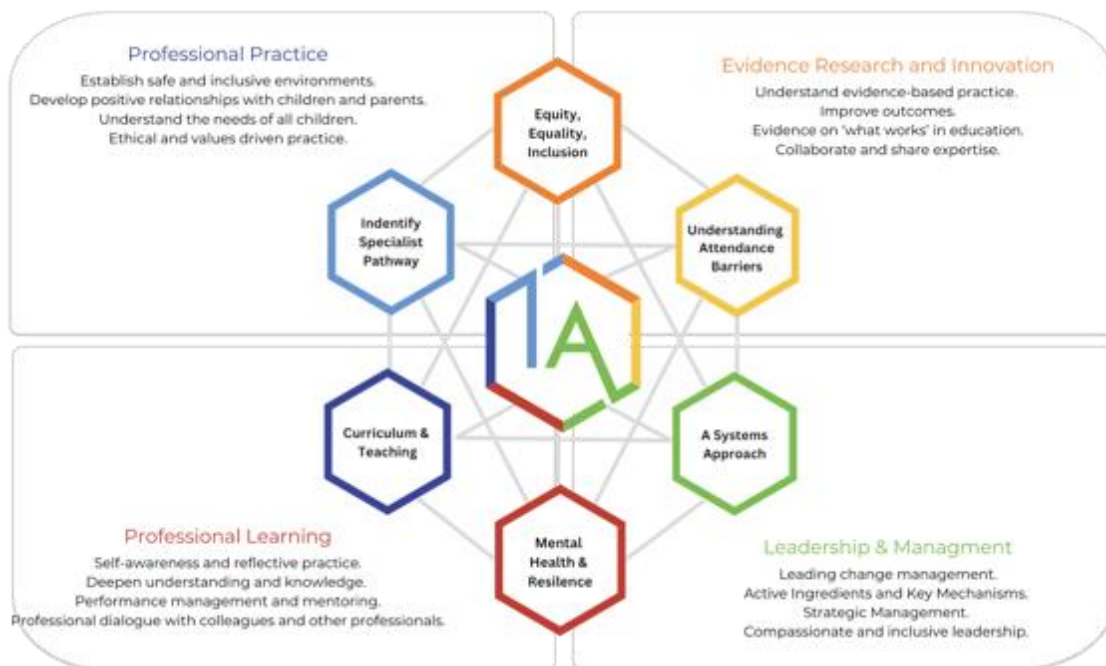 Professional Practice
Establish safe and inclusive environments.
Develop positive relationships with children and parents.
Understand the needs of all children.
Ethical and values driven practice.
Evidence Research and Innovation
Understand evidence-based practice.
Improve outcomes.
Evidence on 'what works' in education.
Collaborate and share expertise.
Equity,
Equality,
Inclusion
Indentify
Specialist
Pathway
Understanding
Attendance
Barriers
1A
Curriculum &
Teaching
A Systems
Approach
Mental
Health &
Resilence
Professional Learning
Self-awareness and reflective practice.
Deepen understanding and knowledge.
Performance management and mentoring.
Professional dialogue with colleagues and other professionals.
Leadership & Managment
Leading change management.
Active Ingredients and Key Mechanisms.
Strategic Management.
Compassionate and inclusive leadership.